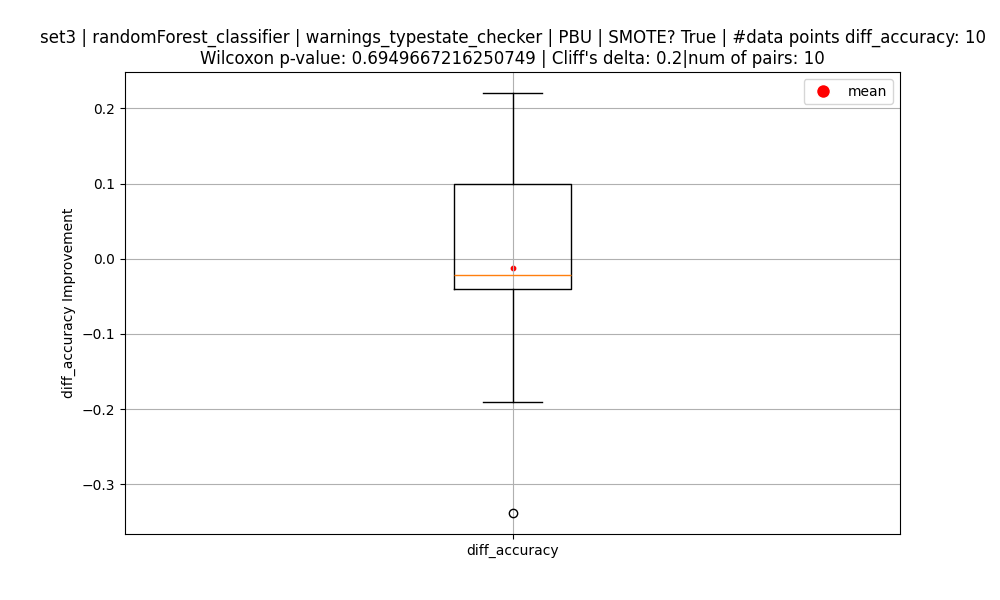 set3 | randomForest_classifier | warnings_typestate_checker | PBU | SMOTE? True | #data points diff_accuracy: 10
Wilcoxon p-value: 0.6949667216250749 | Cliff's delta: 0.2|num of pairs: 10
mean
0.2
0.1
0.0
−0.1
−0.2
−0.3
diff_accuracy Improvement
diff_accuracy